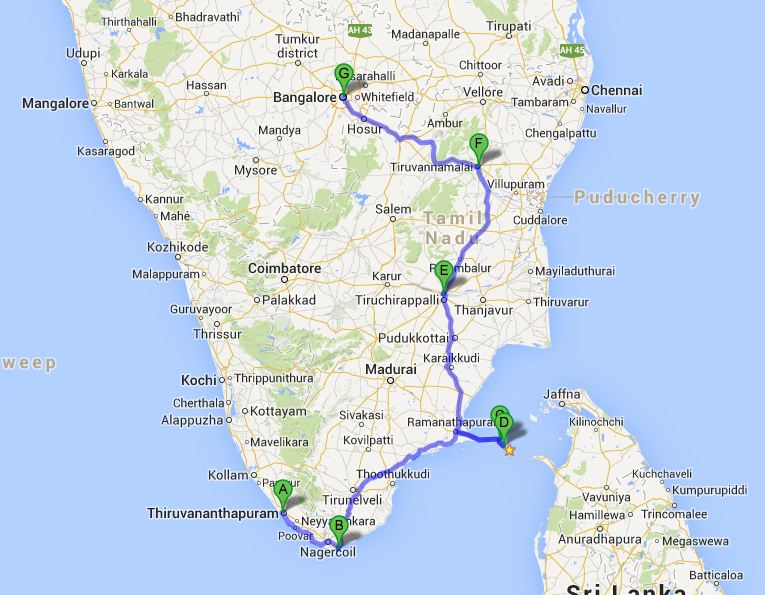 AH 43
Bhadravathi
Thirthahalli
Tirupati
Madanapalle
Tumkur
district
Udupi
AH 45
Karkala
Chittoor
G
Hassan
Avadi
Chennai
Bangalore
Whitefield
Vellore
Mangalore
Bantwal
Tambaram
Navallur
Ambur
Hosur
Mandya
Chengalpattu
F
Kasaragod
Mysore
Tiruvannamalai
Villupuram
Kannur
Puducherry
Mahé
Salem
Tamil
Nadu
Cuddalore
Kozhikode
Coimbatore
E
Malappuram
Karur
Mayiladuthurai
Palakkad
Tiruchirappalli
Thanjavur
Thiruvarur
Guruvayoor
Thrissur
Pudukkottai
Karaikkudi
weep
Madurai
Kochi
Thrippunithura
Jaffna
Cherthala
Kottayam
Sivakasi
D
Alappuzha
Kilinochchi
Mavelikara
Kovilpatti
Kollam
Thoothukkudi
Kuchchaveli
A
Tirunelveli
Vavuniya
Kumpurupiddi
Thiruvananthapuram
Hamillewa
Trincomalee
B
Poovar
Anuradhapura
Megaswewa
Nagercoil
Batticaloa
Sri Lanka